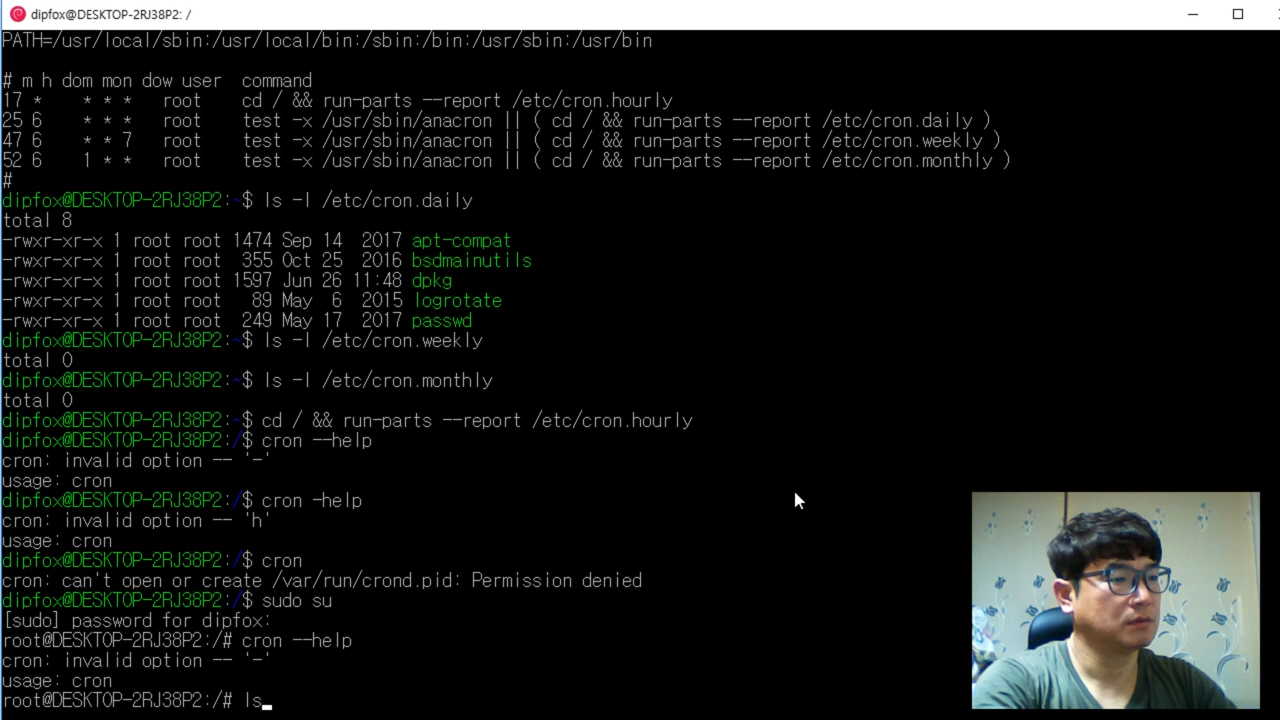 dipfox@DESKTOP-2RJ38P2: /
PATH=/usr/local/sbin:/usr/local/bin:/sbin:/bin:/usr/sbin:/usr/bin
# m h dom mon dow user  command
17 *    * * *   root    cd / && run-parts --report /etc/cron.hourly
25 6    * * *   root    test -x /usr/sbin/anacron || ( cd / && run-parts --report /etc/cron.daily )
47 6    * * 7   root    test -x /usr/sbin/anacron || ( cd / && run-parts --report /etc/cron.weekly )
52 6    1 * *   root    test -x /usr/sbin/anacron || ( cd / && run-parts --report /etc/cron.monthly )
#
dipfox@DESKTOP-2RJ38P2:~$ ls -l /etc/cron.daily
total 8
-rwxr-xr-x 1 root root 1474 Sep 14  2017 apt-compat
-rwxr-xr-x 1 root root  355 Oct 25  2016 bsdmainutils
-rwxr-xr-x 1 root root 1597 Jun 26 11:48 dpkg
-rwxr-xr-x 1 root root   89 May  6  2015 logrotate
-rwxr-xr-x 1 root root  249 May 17  2017 passwd
dipfox@DESKTOP-2RJ38P2:~$ ls -l /etc/cron.weekly
total 0
dipfox@DESKTOP-2RJ38P2:~$ ls -l /etc/cron.monthly
total 0
dipfox@DESKTOP-2RJ38P2:~$ cd / && run-parts --report /etc/cron.hourly
dipfox@DESKTOP-2RJ38P2:/$ cron --help
cron: invalid option -- '-'
usage: cron
dipfox@DESKTOP-2RJ38P2:/$ cron -help
cron: invalid option -- 'h'
usage: cron
dipfox@DESKTOP-2RJ38P2:/$ cron
cron: can't open or create /var/run/crond.pid: Permission denied
dipfox@DESKTOP-2RJ38P2:/$ sudo su
[sudo] password for dipfox:
root@DESKTOP-2RJ38P2:/# cron --help
cron: invalid option -- '-'
usage: cron
root@DESKTOP-2RJ38P2:/# ls